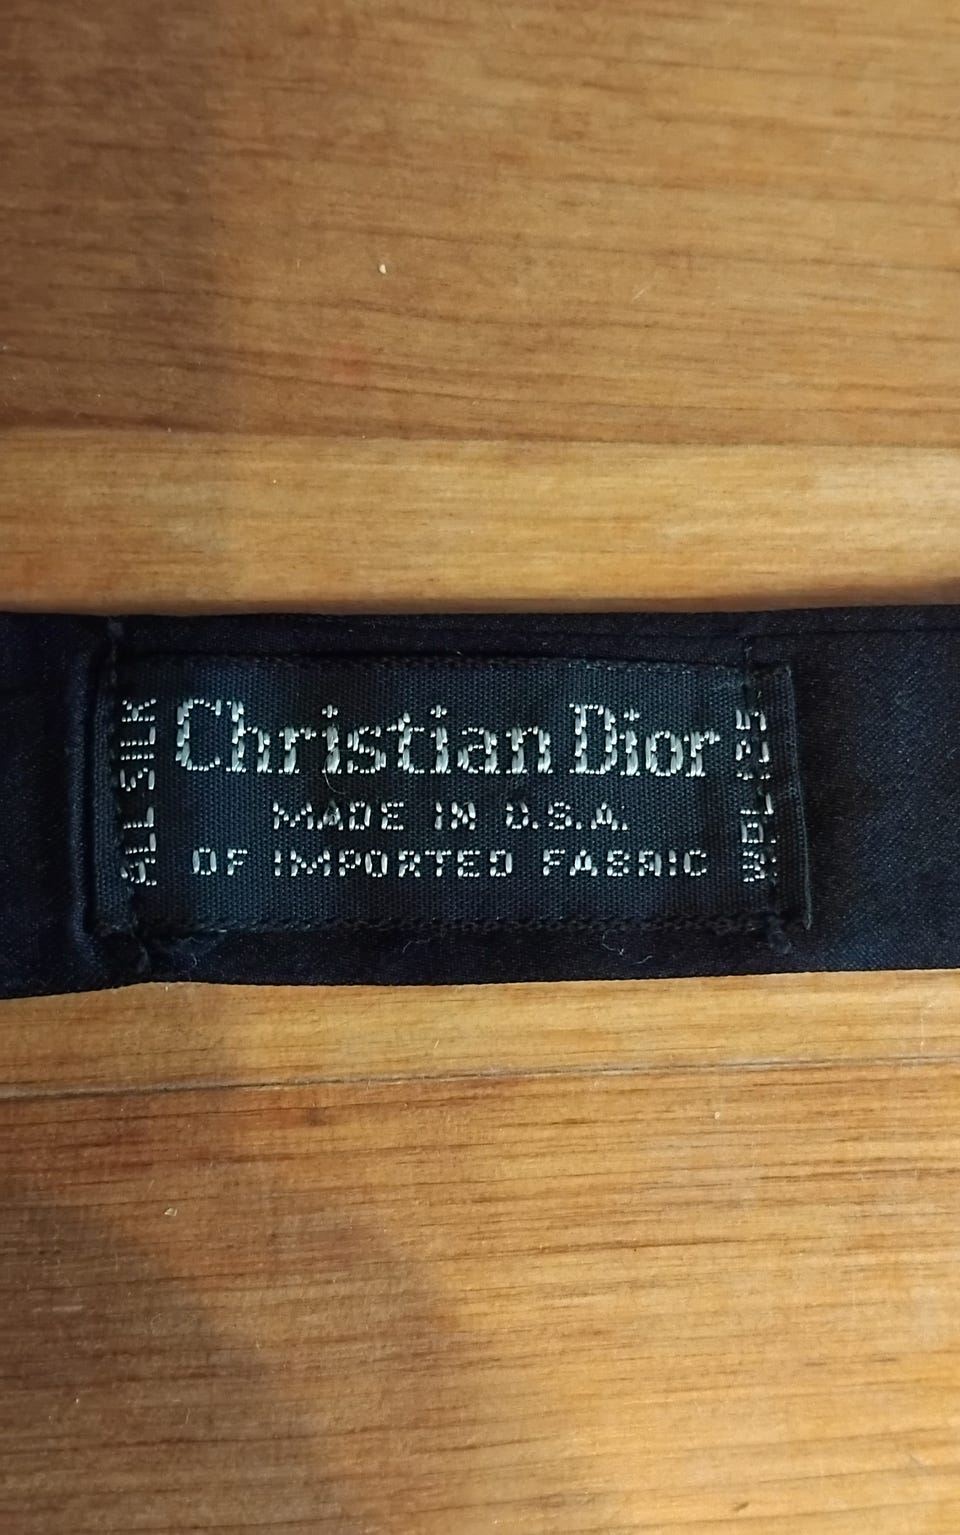 ALL SILK
Christian Dior
MADE IN U.S.A.
OF IMPORTED FABRIC